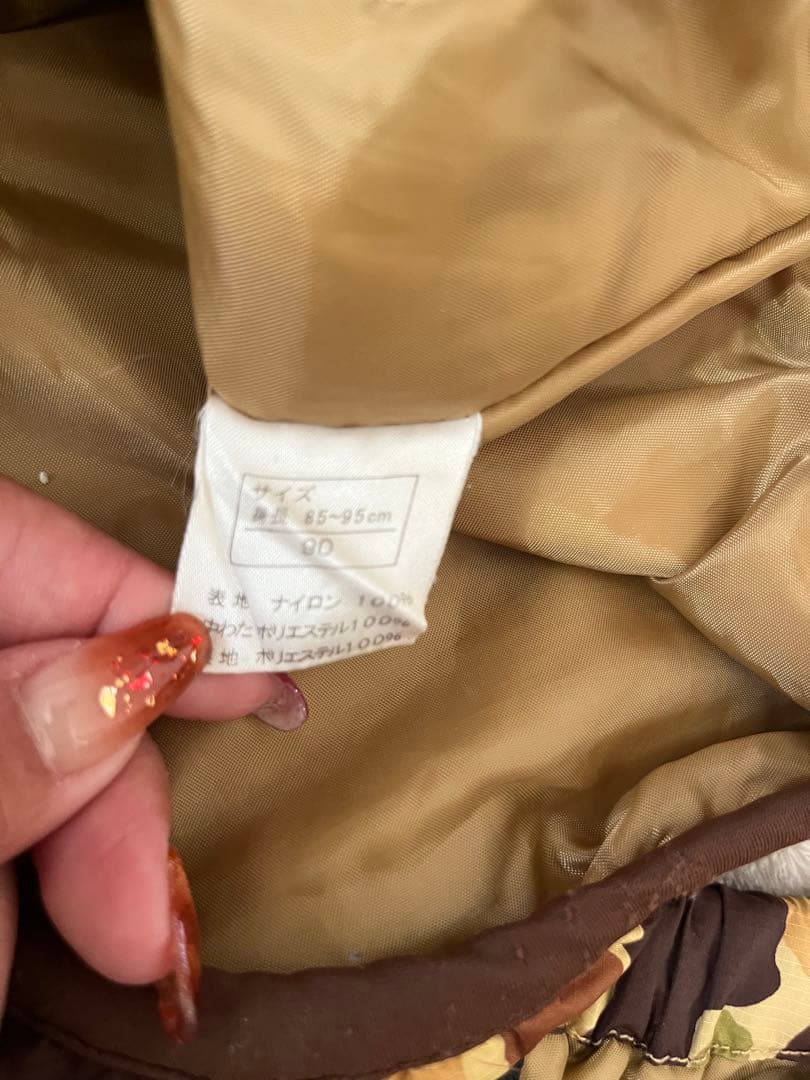 サイズ
身長 85~95cm
90
表地 ナイロン 100%
中わた ポリエステル100%
地 ポリエステル100%